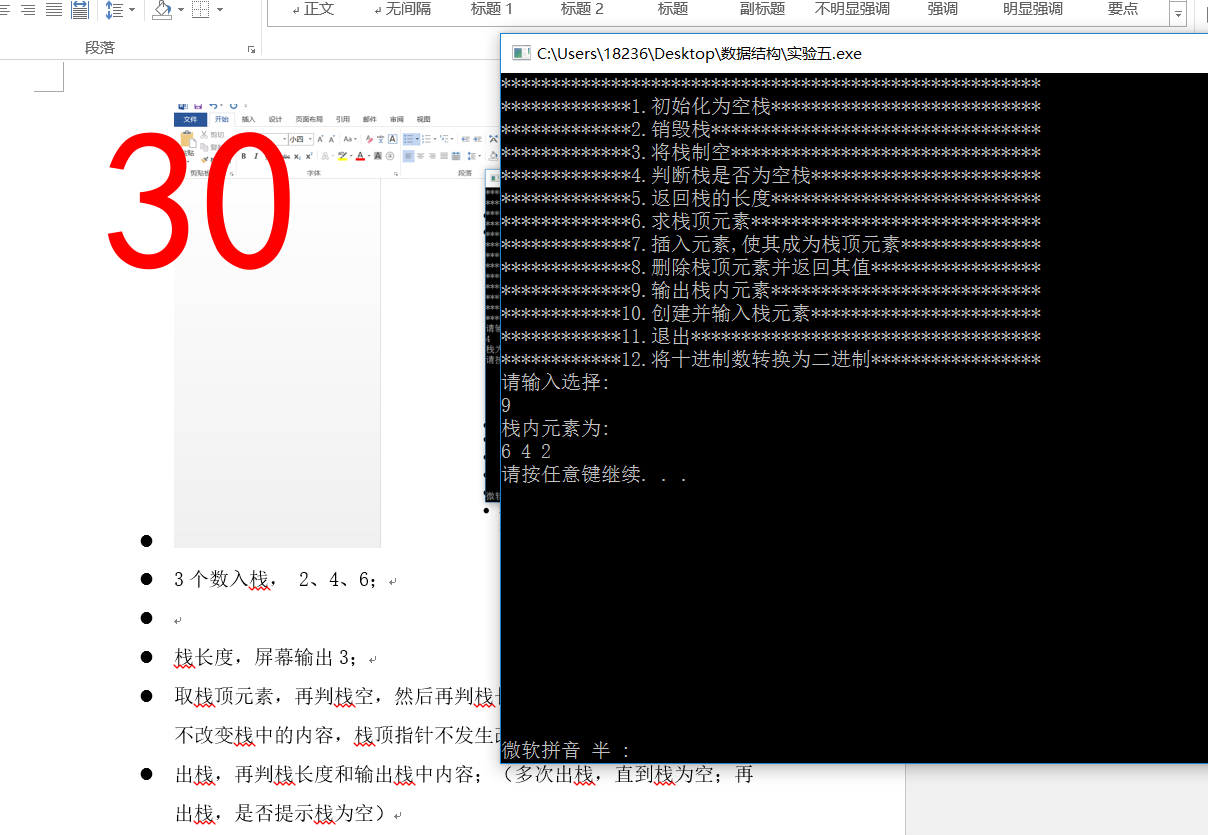 正文 无间隔 标题 1 标题 2 标题 副标题 不明显强调 强调 明显强调 要点
段落
文件 开始 插入 设计 页面布局 引用 邮件 审阅 视图
剪切
小四
字体
段落
30
● 3 个数入栈， 2、4、6；
● 栈长度，屏幕输出 3；
● 取栈顶元素，再判栈空，然后再判栈
不改变栈中的内容，栈顶指针不发生
● 出栈，再判栈长度和输出栈中内容；（多次出栈，直到栈为空；再
出栈，是否提示栈为空）
C:\Users\18236\Desktop\数据结构\实验五.exe
******************************************************
*************1.初始化为空栈***************************
*************2.销毁栈*********************************
*************3.将栈制空*******************************
*************4.判断栈是否为空栈***********************
*************5.返回栈的长度***************************
*************6.求栈顶元素*****************************
*************7.插入元素,使其成为栈顶元素**************
*************8.删除栈顶元素并返回其值*****************
*************9.输出栈内元素***************************
************10.创建并输入栈元素***********************
************11.退出***********************************
************12.将十进制数转换为二进制*****************
请输入选择:
9
栈内元素为:
6 4 2
请按任意键继续. . .
微软拼音 半 :